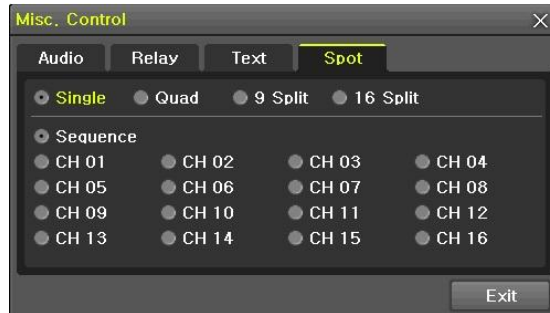 Misc. Control
Audio Relay Text Spot
Single Quad 9 Split 16 Split
Sequence
CH 01 CH 02 CH 03 CH 04
CH 05 CH 06 CH 07 CH 08
CH 09 CH 10 CH 11 CH 12
CH 13 CH 14 CH 15 CH 16
Exit